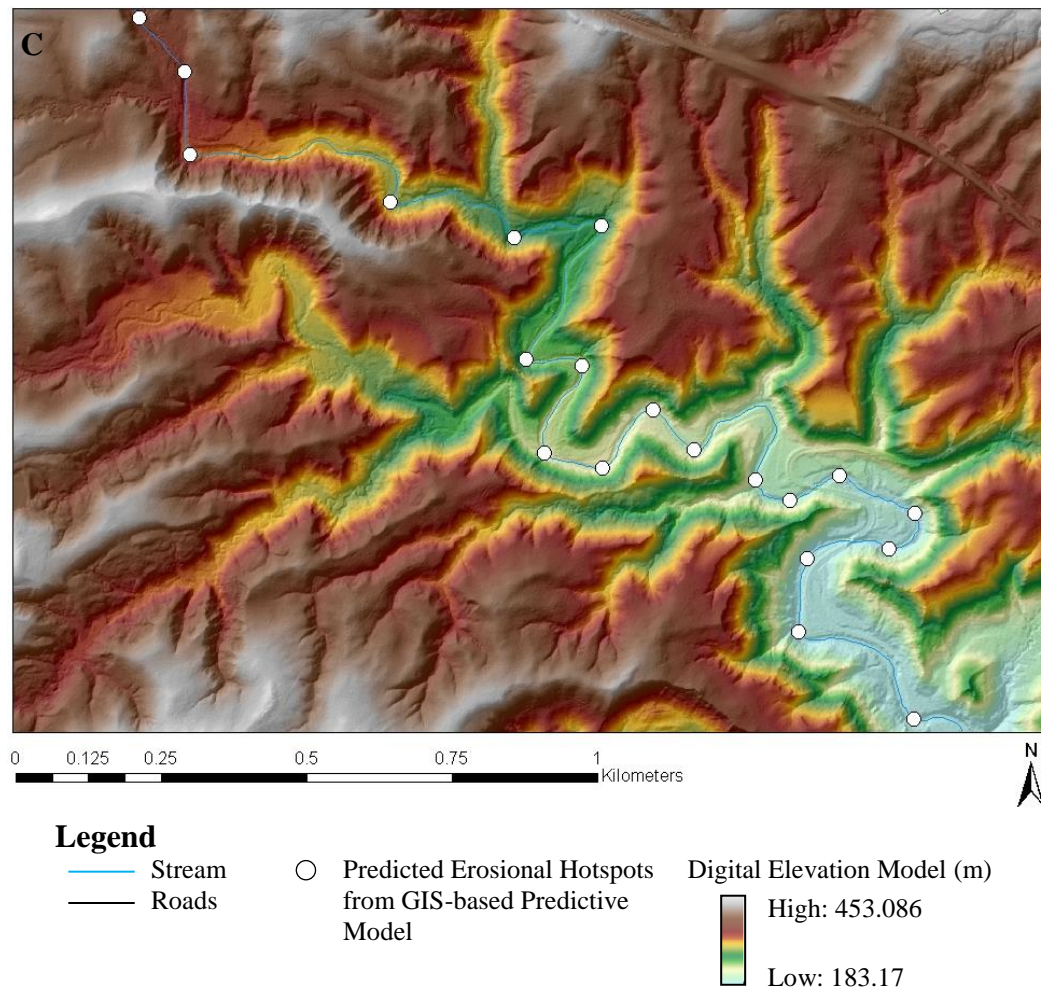 C
0 0.125 0.25 0.5 0.75 1
Kilometers
N
Legend
Stream
Roads
Predicted Erosional Hotspots
from GIS-based Predictive
Model
Digital Elevation Model (m)
High: 453.086
Low: 183.17